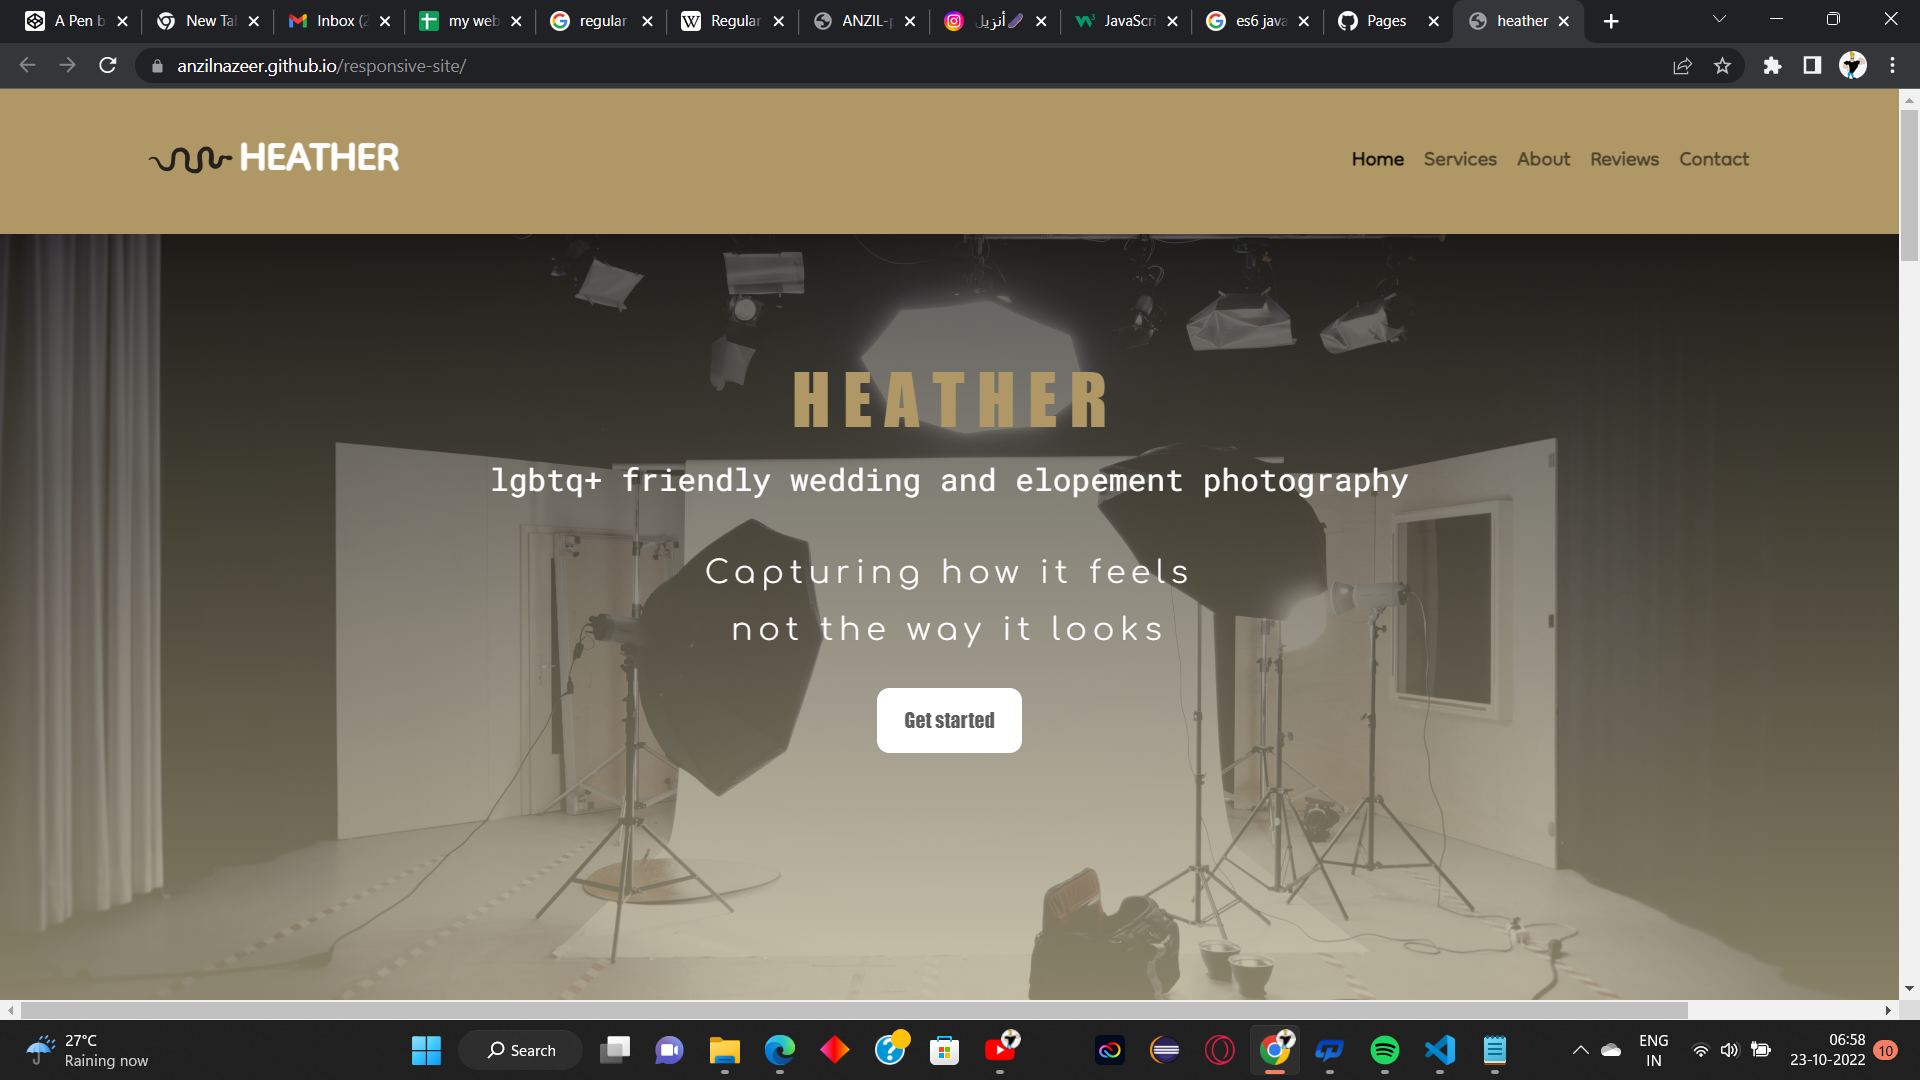 A Pen b
New Ta
Inbox (2
my web
regular
Regular
ANZIL-p
أنزيل
JavaScri
es6 java
Pages
heather
anzilnazeer.github.io/responsive-site/
HEATHER
Home Services About Reviews Contact
HEATHER
lgbtq+ friendly wedding and elopement photography
Capturing how it feels
not the way it looks
Get started
27°C
Raining now
Search
ENG
IN
06:58
23-10-2022
10